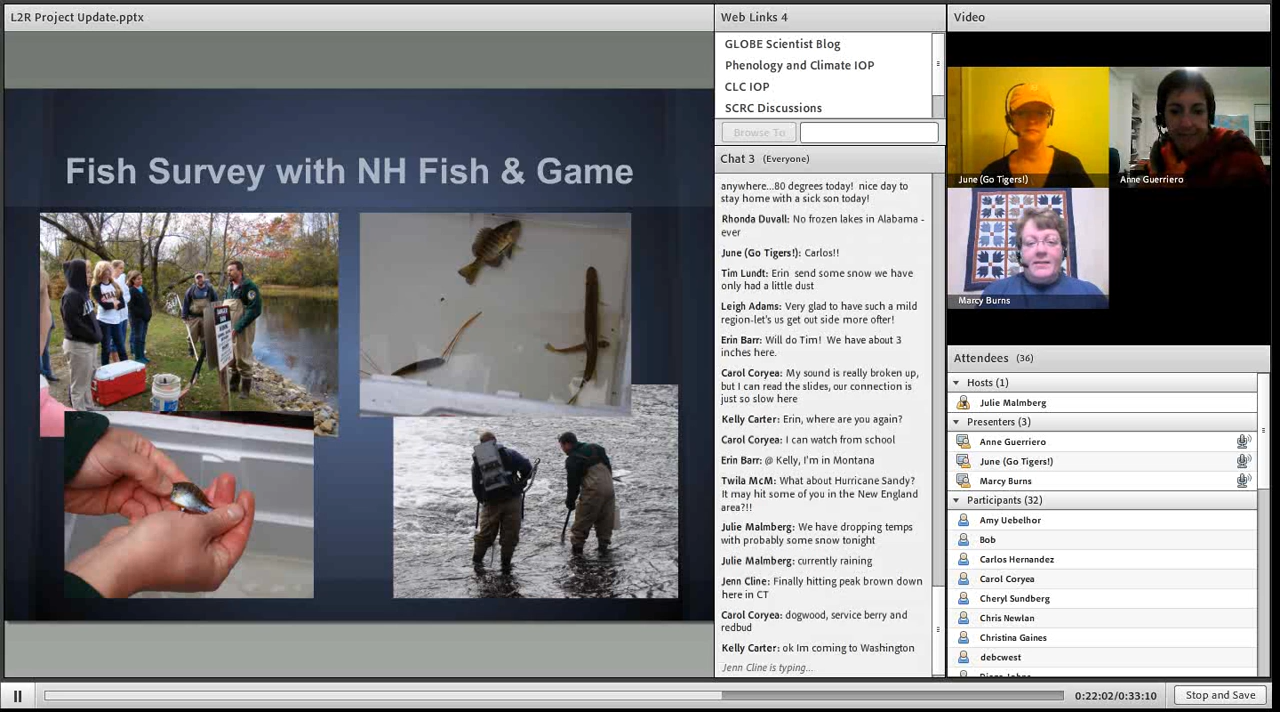 L2R Project Update.pptx
Fish Survey with NH Fish & Game
Web Links 4
GLOBE Scientist Blog
Phenology and Climate IOP
CLC IOP
SCRC Discussions
Browse To
Chat 3 (Everyone)
anywhere...80 degrees today! nice day to
stay home with a sick son today!
Rhonda Duvall: No frozen lakes in Alabama -
ever
June (Go Tigers!): Carlos!!
Tim Lundt: Erin send some snow we have
only had a little dust
Leigh Adams: Very glad to have such a mild
region-let's us get out side more ofter!
Erin Barr: Will do Tim! We have about 3
inches here.
Carol Coryea: My sound is really broken up,
but I can read the slides, our connection is
just so slow here
Kelly Carter: Erin, where are you again?
Carol Coryea: I can watch from school
Erin Barr: @ Kelly, I'm in Montana
Twila McM: What about Hurricane Sandy?
It may hit some of you in the New England
area?!!
Julie Malmberg: We have dropping temps
with probably some snow tonight
Julie Malmberg: currently raining
Jenn Cline: Finally hitting peak brown down
here in CT
Carol Coryea: dogwood, service berry and
redbud
Kelly Carter: ok Im coming to Washington
Jenn Cline is typing...
Video
June (Go Tigers!)
Anne Guerriero
Marcy Burns
Attendees (36)
Hosts (1)
Julie Malmberg
Presenters (3)
Anne Guerriero
June (Go Tigers!)
Marcy Burns
Participants (32)
Amy Uebelhor
Bob
Carlos Hernandez
Carol Coryea
Cheryl Sundberg
Chris Newlan
Christina Gaines
debcwest
0:22:02/0:33:10
Stop and Save